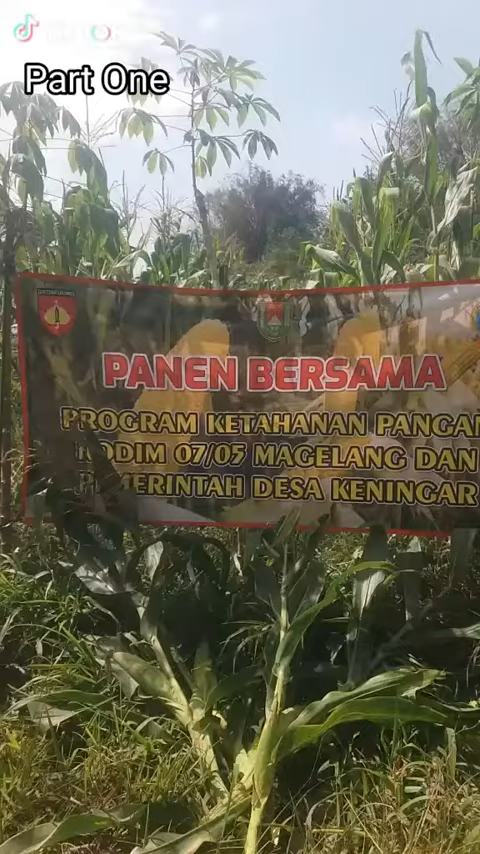 Part One
PANEN BERSAMA
PROGRAM KETAHANAN PANGAN
KODIM 07/05 MAGELANG DAN
PEMERINTAH DESA KENINGAR